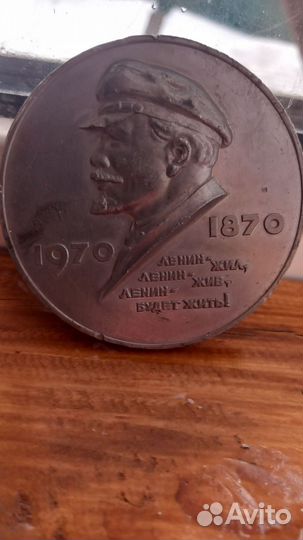 1970
1870
ЛЕНИН-ЖИЛ,
ЛЕНИН-ЖИВ,
ЛЕНИН-
БУДЕТ ЖИТЬ!
Avito